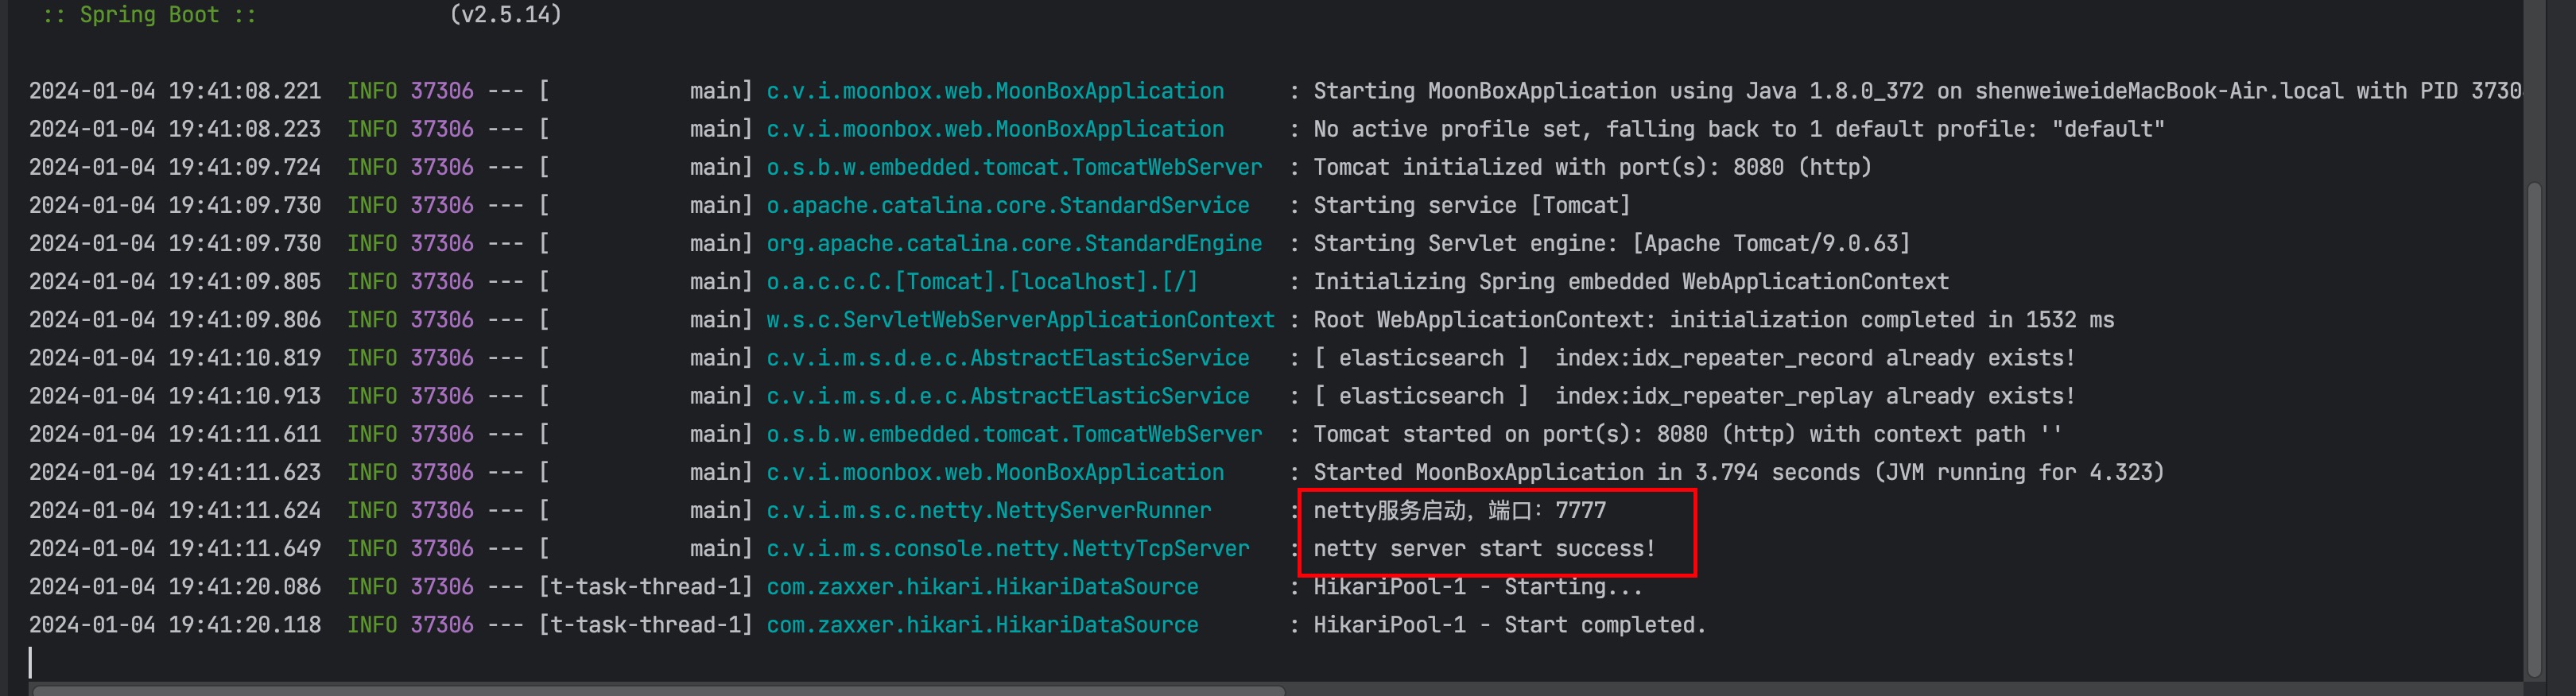 :: Spring Boot ::                (v2.5.14)
2024-01-04 19:41:08.221  INFO 37306 --- [           main] c.v.i.moonbox.web.MoonBoxApplication     : Starting MoonBoxApplication using Java 1.8.0_372 on shenweiweideMacBook-Air.local with PID 3730
2024-01-04 19:41:08.223  INFO 37306 --- [           main] c.v.i.moonbox.web.MoonBoxApplication     : No active profile set, falling back to 1 default profile: "default"
2024-01-04 19:41:09.724  INFO 37306 --- [           main] o.s.b.w.embedded.tomcat.TomcatWebServer  : Tomcat initialized with port(s): 8080 (http)
2024-01-04 19:41:09.730  INFO 37306 --- [           main] o.apache.catalina.core.StandardService   : Starting service [Tomcat]
2024-01-04 19:41:09.730  INFO 37306 --- [           main] org.apache.catalina.core.StandardEngine  : Starting Servlet engine: [Apache Tomcat/9.0.63]
2024-01-04 19:41:09.805  INFO 37306 --- [           main] o.a.c.c.C.[Tomcat].[localhost].[/]       : Initializing Spring embedded WebApplicationContext
2024-01-04 19:41:09.806  INFO 37306 --- [           main] w.s.c.ServletWebServerApplicationContext : Root WebApplicationContext: initialization completed in 1532 ms
2024-01-04 19:41:10.819  INFO 37306 --- [           main] c.v.i.m.s.d.e.c.AbstractElasticService   : [ elasticsearch ]  index:idx_repeater_record already exists!
2024-01-04 19:41:10.913  INFO 37306 --- [           main] c.v.i.m.s.d.e.c.AbstractElasticService   : [ elasticsearch ]  index:idx_repeater_replay already exists!
2024-01-04 19:41:11.611  INFO 37306 --- [           main] o.s.b.w.embedded.tomcat.TomcatWebServer  : Tomcat started on port(s): 8080 (http) with context path ''
2024-01-04 19:41:11.623  INFO 37306 --- [           main] c.v.i.moonbox.web.MoonBoxApplication     : Started MoonBoxApplication in 3.794 seconds (JVM running for 4.323)
2024-01-04 19:41:11.624  INFO 37306 --- [           main] c.v.i.m.s.c.netty.NettyServerRunner      : netty服务启动，端口：7777
2024-01-04 19:41:11.649  INFO 37306 --- [           main] c.v.i.m.s.console.netty.NettyTcpServer   : netty server start success!
2024-01-04 19:41:20.086  INFO 37306 --- [t-task-thread-1] com.zaxxer.hikari.HikariDataSource       : HikariPool-1 - Starting...
2024-01-04 19:41:20.118  INFO 37306 --- [t-task-thread-1] com.zaxxer.hikari.HikariDataSource       : HikariPool-1 - Start completed.